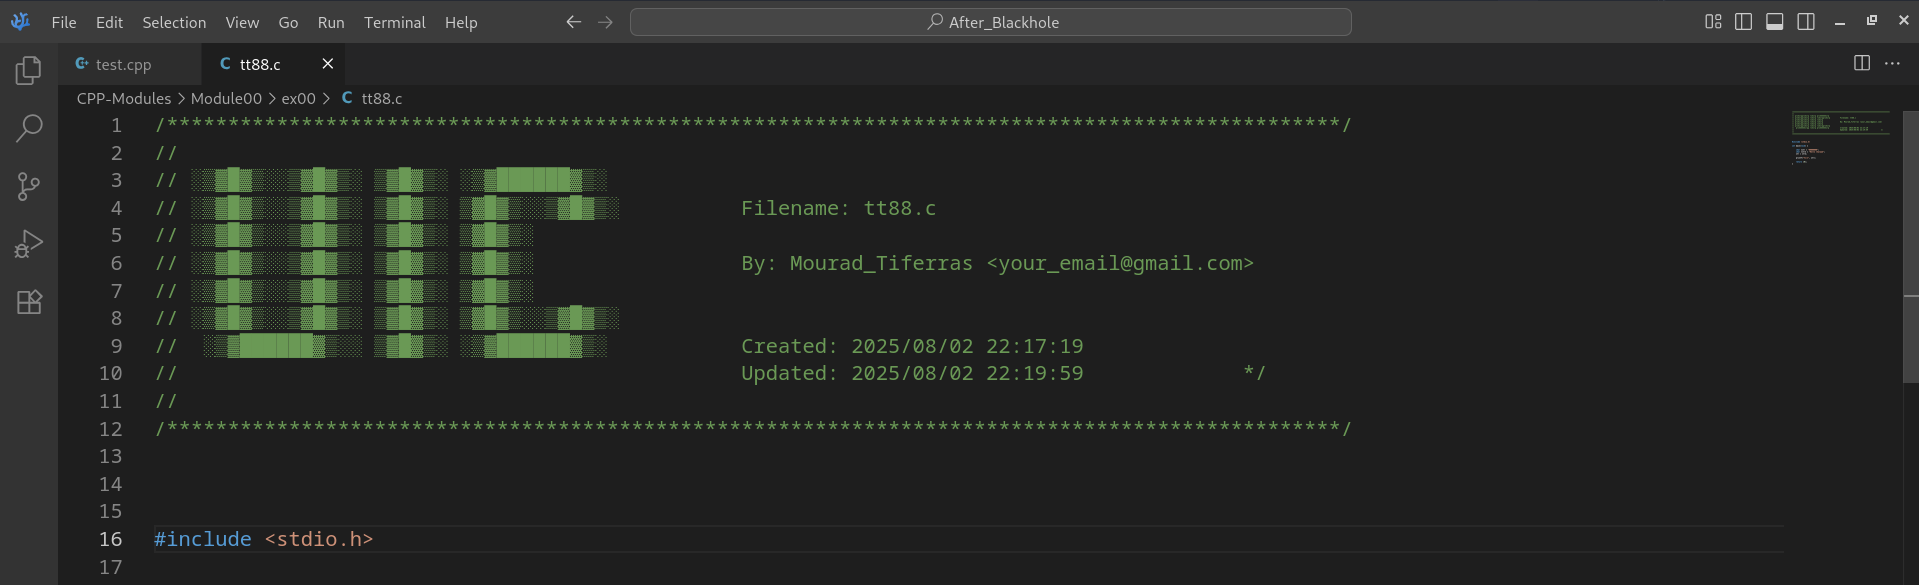 File Edit Selection View Go Run Terminal Help After_Blackhole
test.cpp tt88.c
CPP-Modules > Module00 > ex00 > C tt88.c
1 /************************************************************************************************/
2 //
3 // ░▒▓█▓▒░░▒▓█▓▒░ ▒▓█▓▒░ ░▒▓██████▓▒░
4 // ░▒▓█▓▒░░▒▓█▓▒░ ▒▓█▓▒░ ▒▓█▓▒░░▒▓█▓▒░ Filename: tt88.c
5 // ░▒▓█▓▒░░▒▓█▓▒░ ▒▓█▓▒░ ▒▓█▓▒░
6 // ░▒▓█▓▒░░▒▓█▓▒░ ▒▓█▓▒░ ▒▓█▓▒░ By: Mourad_Tiferras <your_email@gmail.com>
7 // ░▒▓█▓▒░░▒▓█▓▒░ ▒▓█▓▒░ ▒▓█▓▒░
8 // ░▒▓█▓▒░░▒▓█▓▒░ ▒▓█▓▒░ ▒▓█▓▒░░▒▓█▓▒░
9 // ░▒▓██████▓▒░░ ▒▓█▓▒░ ░▒▓██████▓▒░ Created: 2025/08/02 22:17:19
10 // Updated: 2025/08/02 22:19:59 */
11 //
12 /************************************************************************************************/
13
14
15
16 #include <stdio.h>
17